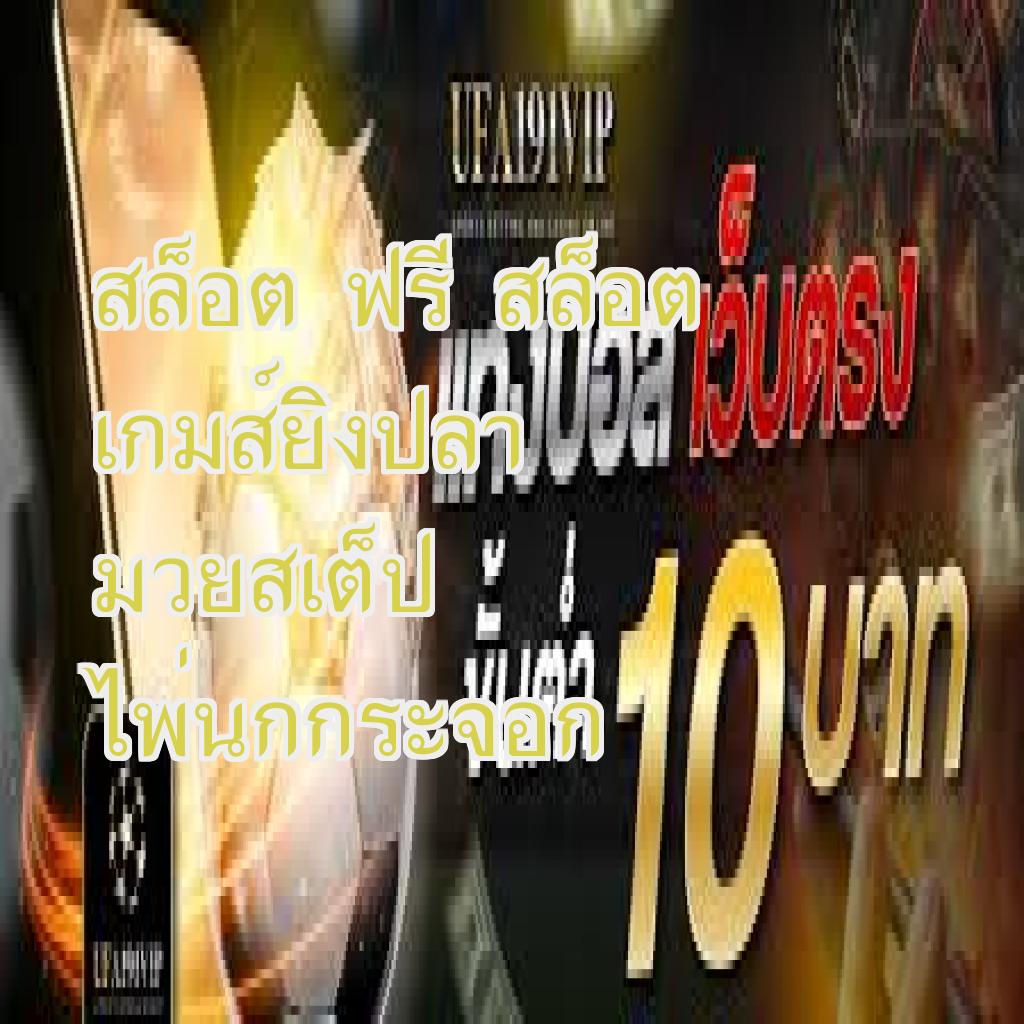 UFA191VIP
สล็อต ฟรี สล็อต
แทงบอล เว็บตรง
เกมส์ยิงปลา
มวยสเต็ป
ขั้นต่ำ 10 บาท
ไพ่นกกระจอก
UFA191VIP